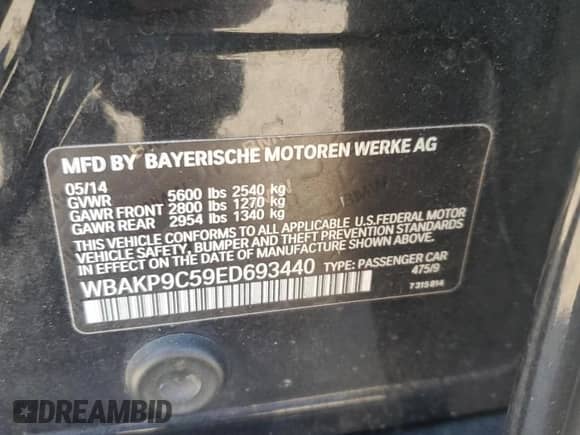 MFD BY BAYERISCHE MOTOREN WERKE AG
05/14
GVWR 5600 lbs 2540 kg
GAWR FRONT 2800 lbs 1270 kg
GAWR REAR 2954 lbs 1340 kg
THIS VEHICLE CONFORMS TO ALL APPLICABLE U.S.FEDERAL MOTOR
VEHICLE SAFETY, BUMPER AND THEFT PREVENTION STANDARDS
IN EFFECT ON THE DATE OF MANUFACTURE SHOWN ABOVE.
WBAKP9C59ED693440 TYPE: PASSENGER CAR
475/9
7315814
DREAMBID